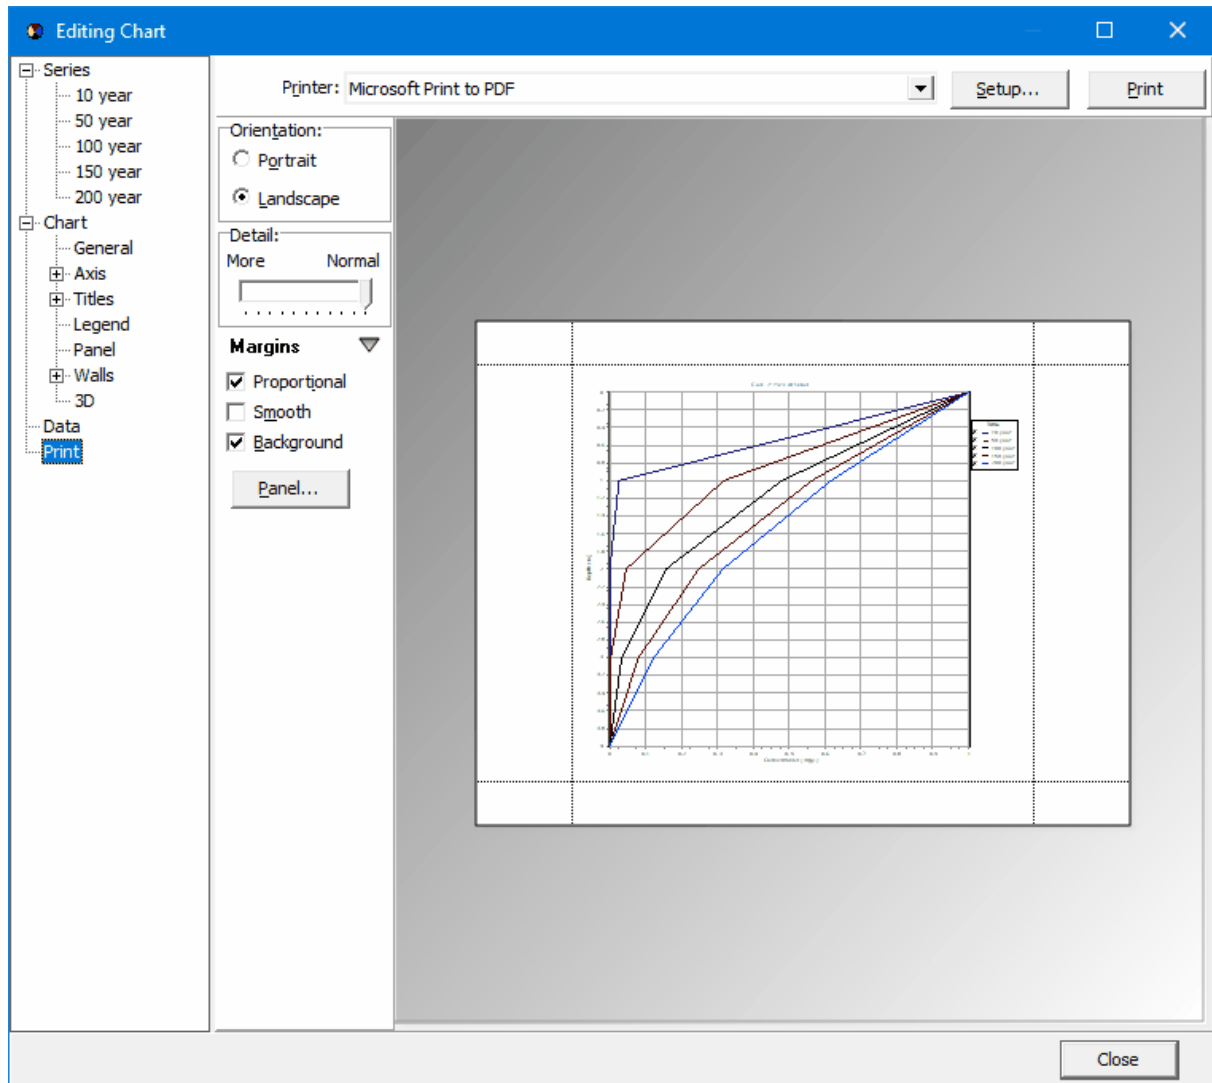 Editing Chart
Series
10 year
50 year
100 year
150 year
200 year
Chart
General
Axis
Titles
Legend
Panel
Walls
3D
Data
Print
Printer: Microsoft Print to PDF Setup... Print
Orientation:
Portrait
Landscape
Detail:
More Normal
Margins
Proportional
Smooth
Background
Panel...
Close